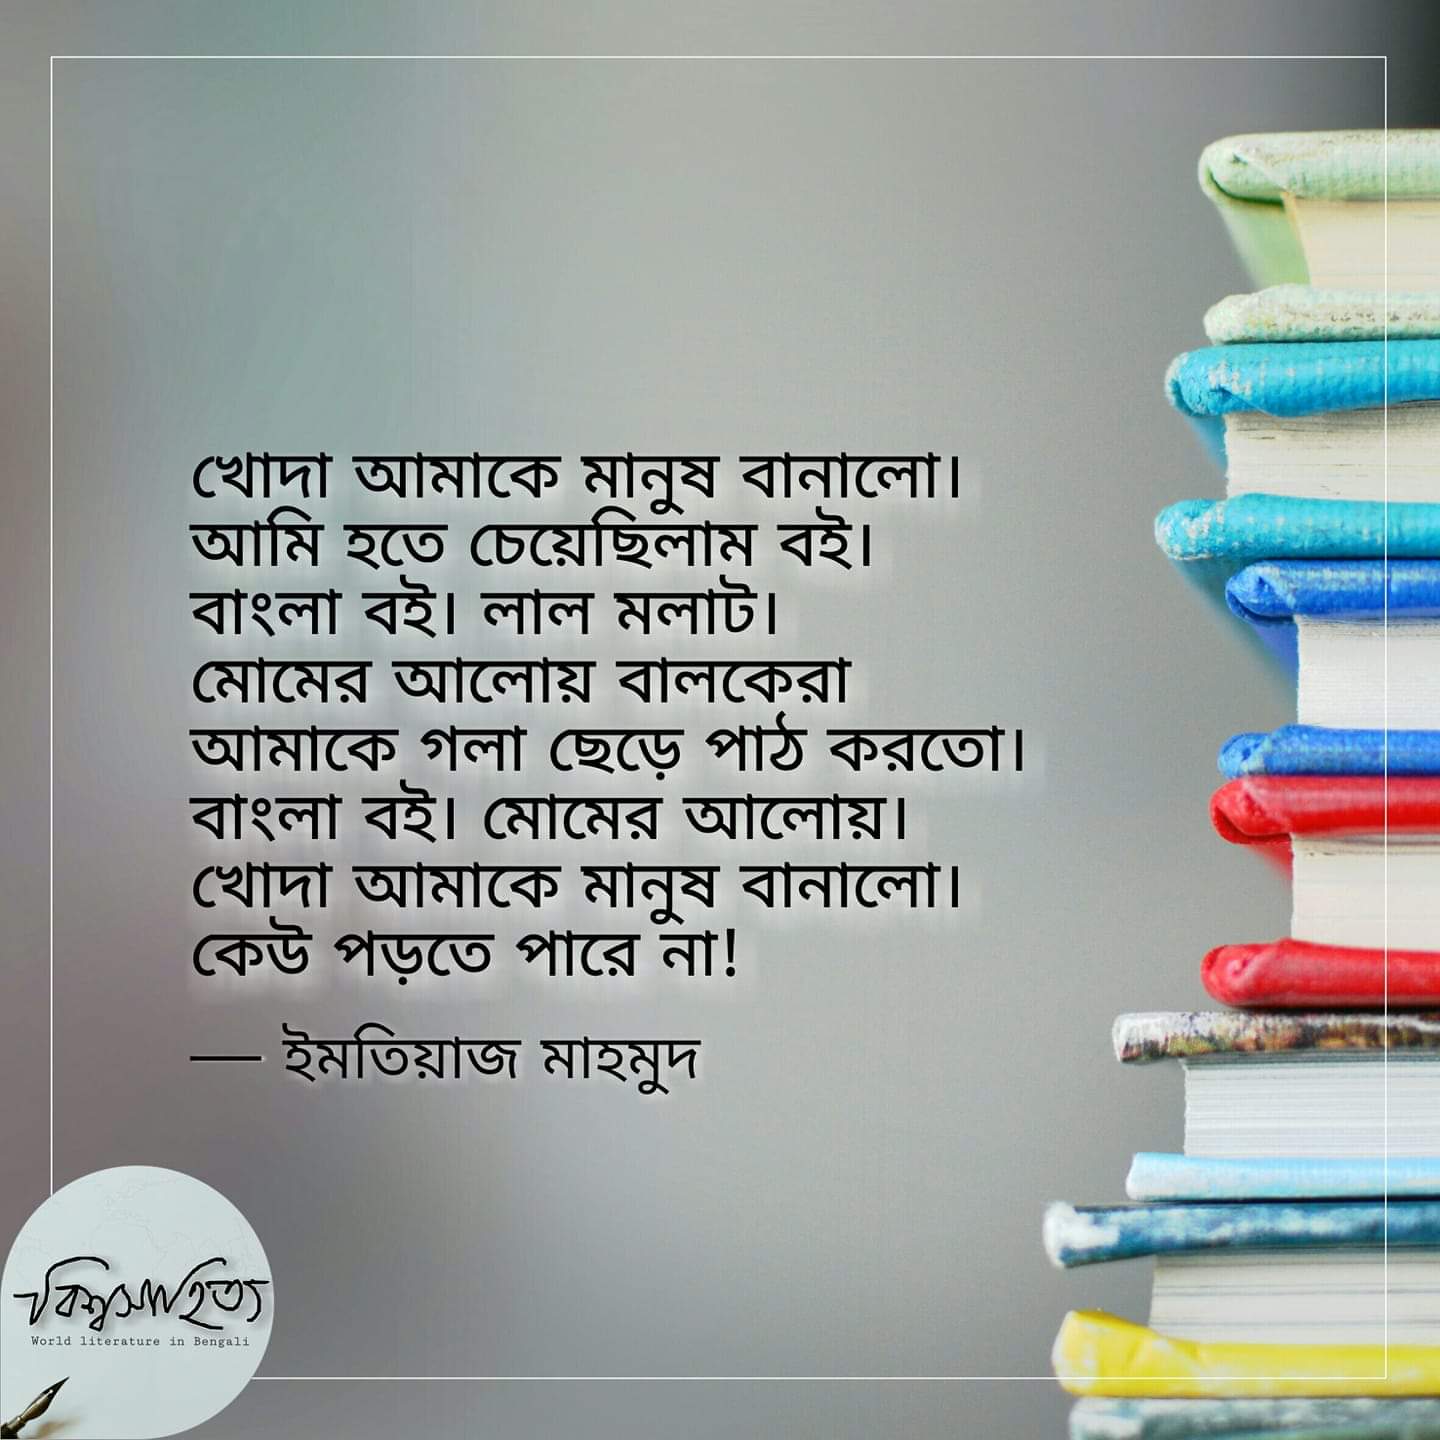 খোদা আমাকে মানুষ বানালো।
আমি হতে চেয়েছিলাম বই।
বাংলা বই। লাল মলাট।
মোমের আলোয় বালকেরা
আমাকে গলা ছেড়ে পাঠ করতো।
বাংলা বই। মোমের আলোয়।
খোদা আমাকে মানুষ বানালো।
কেউ পড়তে পারে না!
— ইমতিয়াজ মাহমুদ
বিশ্বসাহিত্য
World literature in Bengali